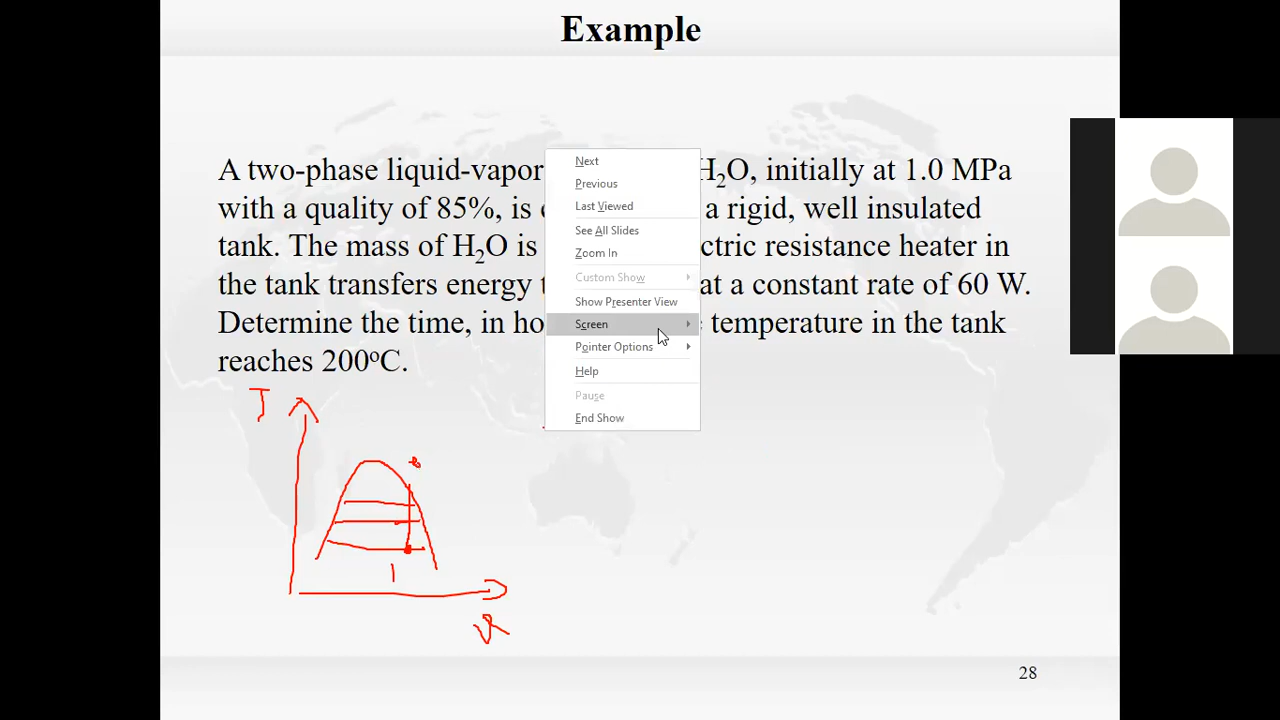 Example
A two-phase liquid-vapor H₂O, initially at 1.0 MPa
with a quality of 85%, is a rigid, well insulated
tank. The mass of H₂O is resistance heater in
the tank transfers energy at a constant rate of 60 W.
Determine the time, in temperature in the tank
reaches 200ºC.
Next
Previous
Last Viewed
See All Slides
Zoom In
Custom Show
Show Presenter View
Screen
Pointer Options
Help
Pause
End Show
T
1
28